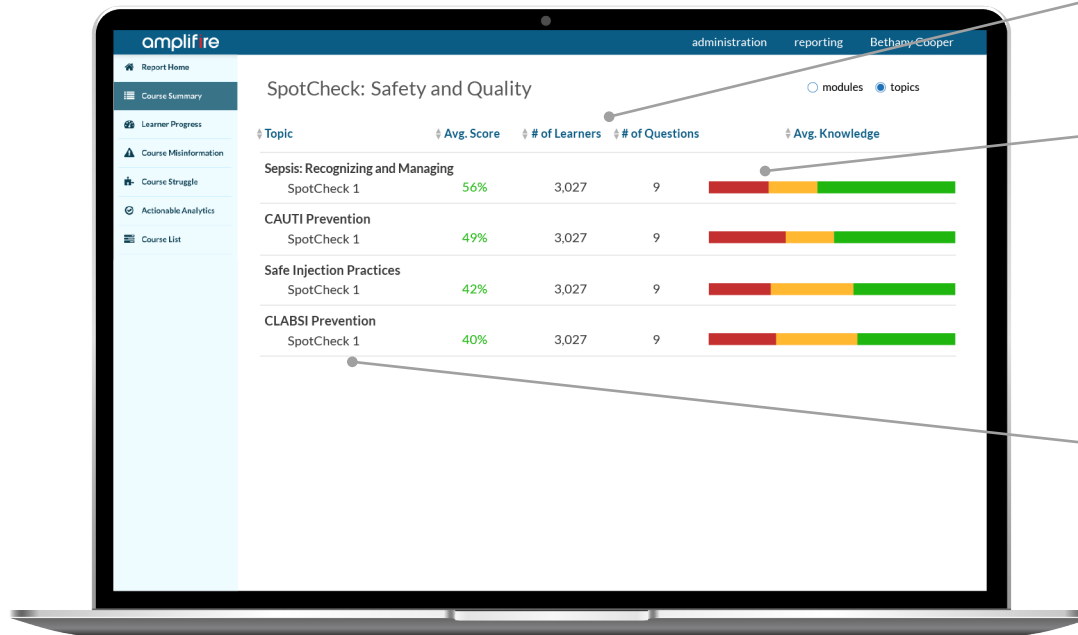 amplifire
administration reporting Bethany Cooper
Report Home
Course Summary
Learner Progress
Course Misinformation
Course Struggle
Actionable Analytics
Course List
SpotCheck: Safety and Quality
modules topics
Topic Avg. Score # of Learners # of Questions Avg. Knowledge
Sepsis: Recognizing and Managing
SpotCheck 1 56% 3,027 9
CAUTI Prevention
SpotCheck 1 49% 3,027 9
Safe Injection Practices
SpotCheck 1 42% 3,027 9
CLABSI Prevention
SpotCheck 1 40% 3,027 9